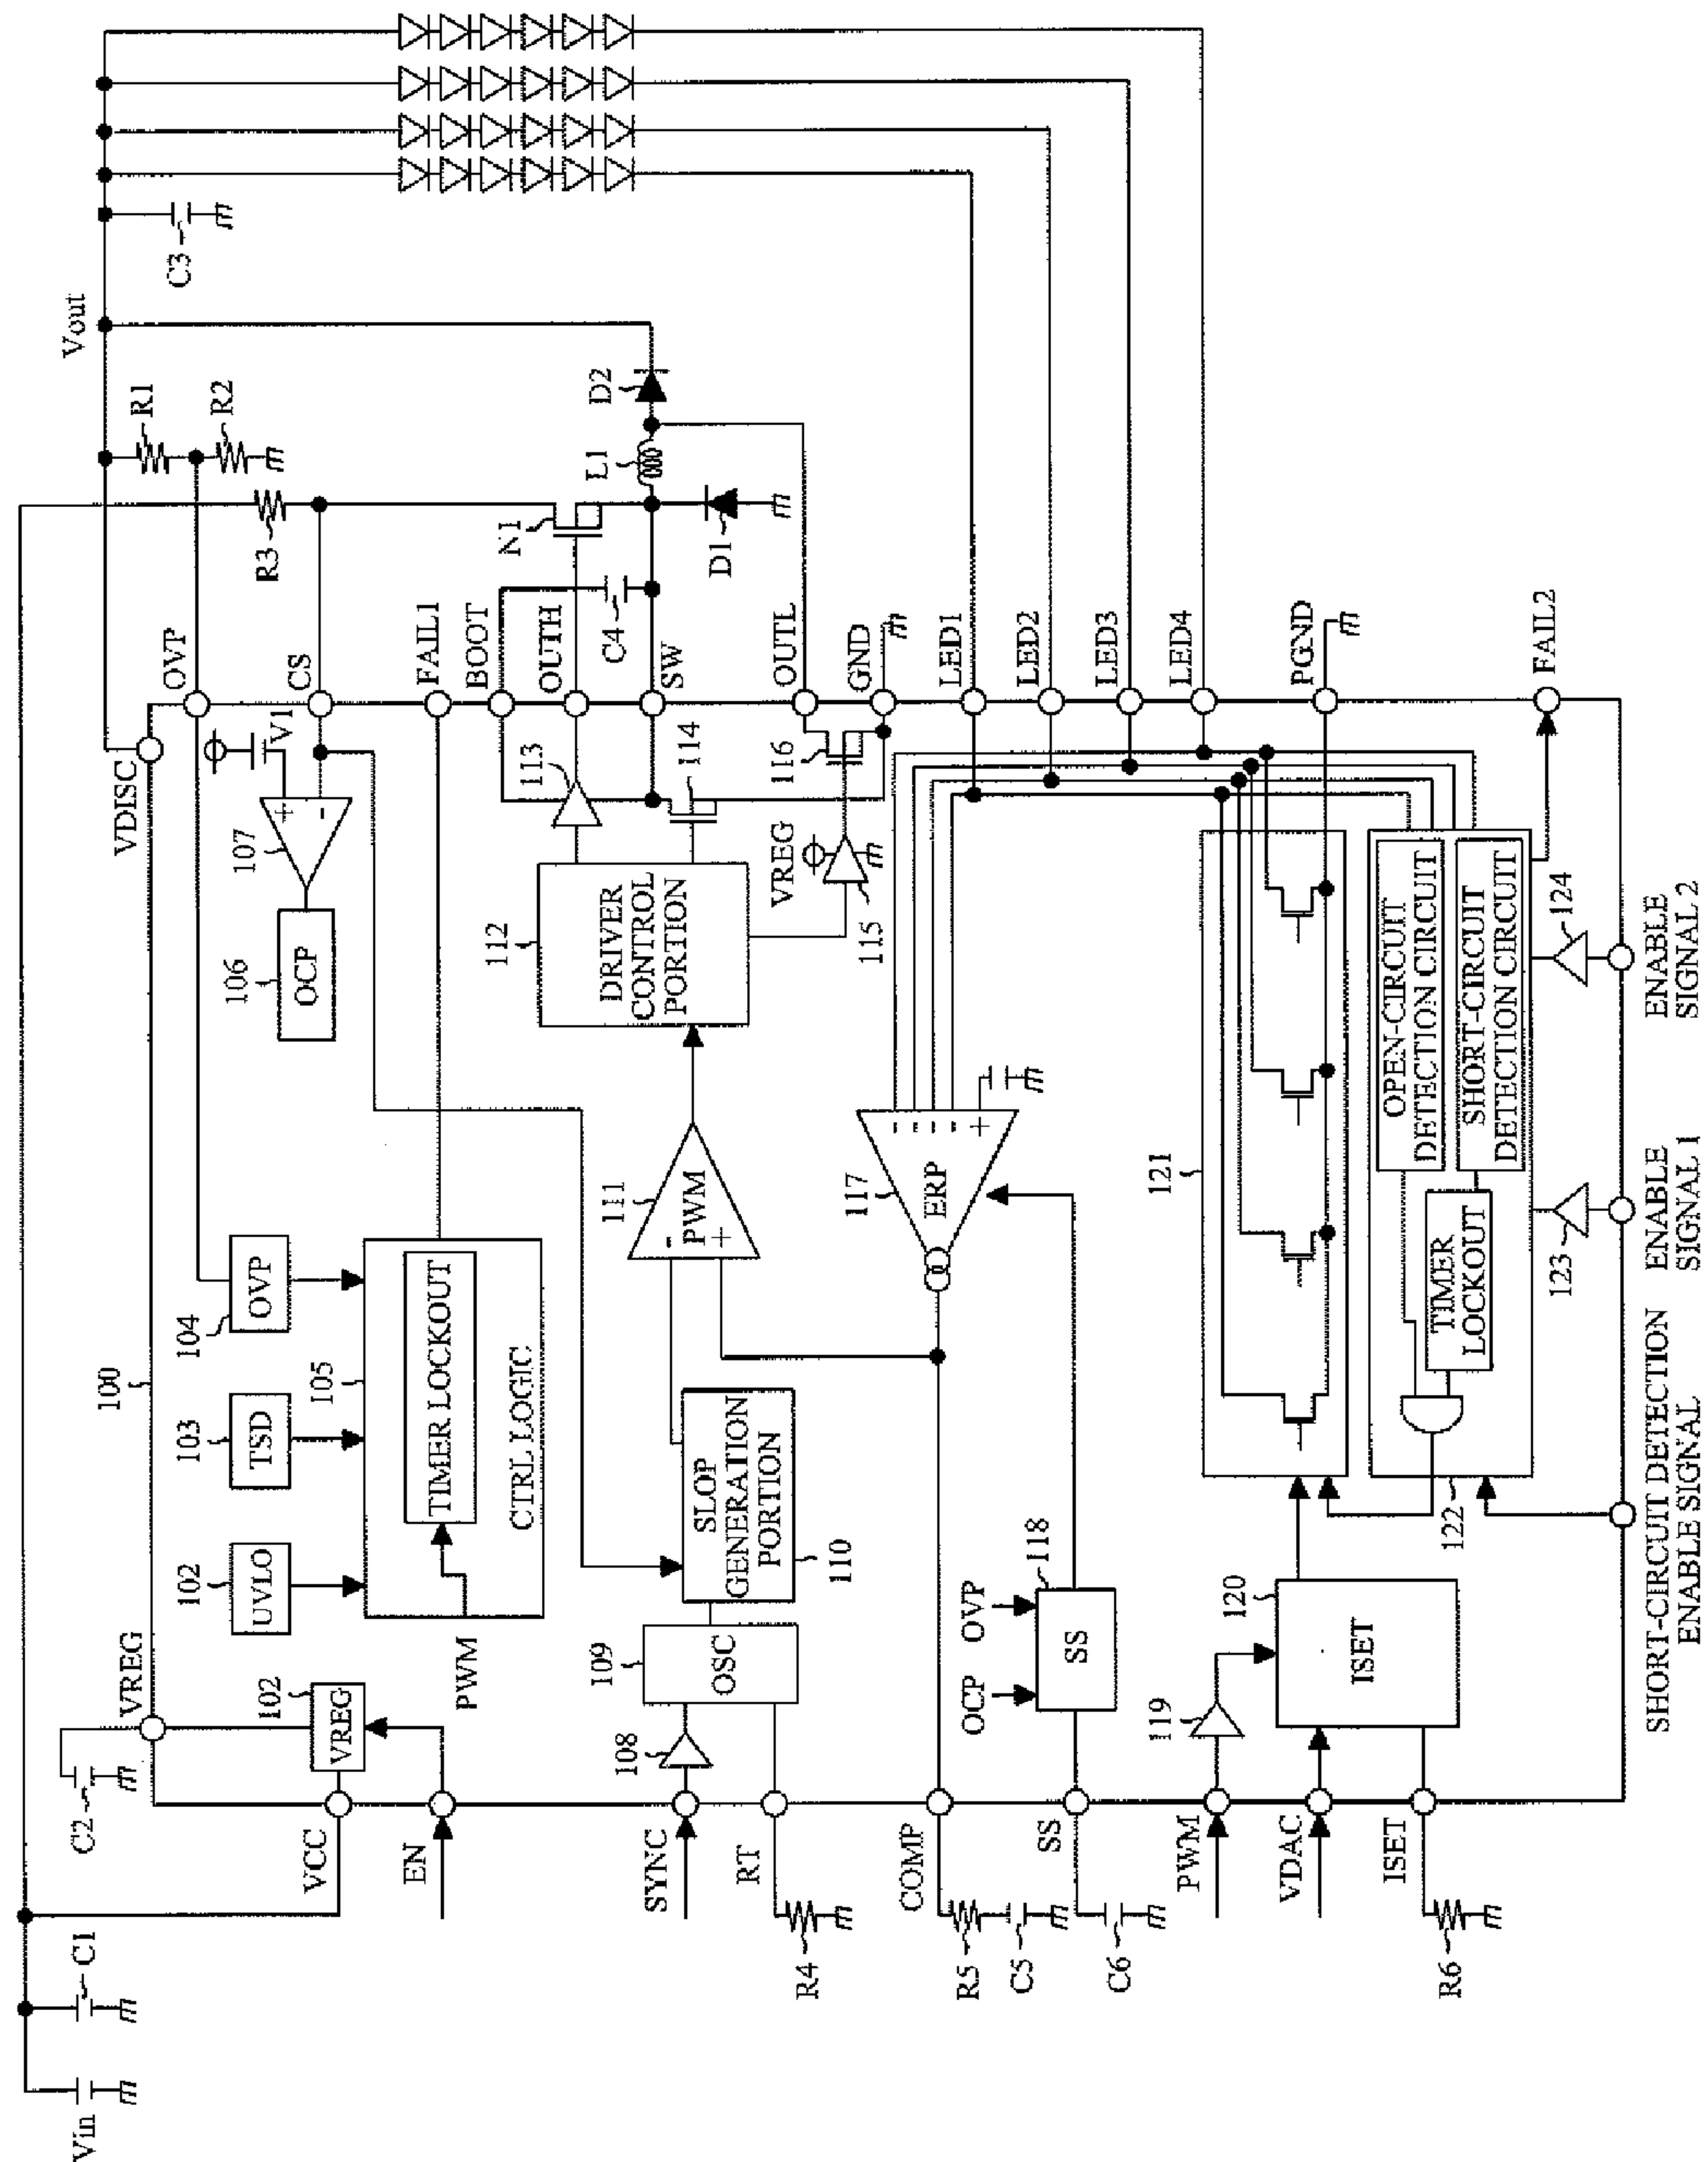 Vin
C1
C2
VREG
100
VDISC
Vout
R1
R2
R3
C3
VCC
102
VREG
EN
102
UVLO
103
TSD
104
OVP
106
OCP
107
+
-
V1
OVP
CS
105
TIMER LOCKOUT
CTRL LOGIC
PWM
FAIL1
BOOT
OUTH
SW
N1
C4
L1
D1
D2
SYNC
108
109
OSC
SLOP
GENERATION
PORTION
110
111
-
PWM
+
112
DRIVER
CONTROL
PORTION
113
114
RT
R4
VREG
115
116
OUTL
GND
COMP
R5
C5
117
ERP
-
-
-
-
+
LED1
LED2
LED3
LED4
SS
C6
OCP
OVP
118
SS
PWM
VDAC
ISET
R6
119
120
ISET
121
PGND
122
TIMER
LOCKOUT
OPEN-CIRCUIT
DETECTION CIRCUIT
SHORT-CIRCUIT
DETECTION CIRCUIT
FAIL2
123
124
SHORT-CIRCUIT DETECTION
ENABLE SIGNAL
ENABLE
SIGNAL 1
ENABLE
SIGNAL 2